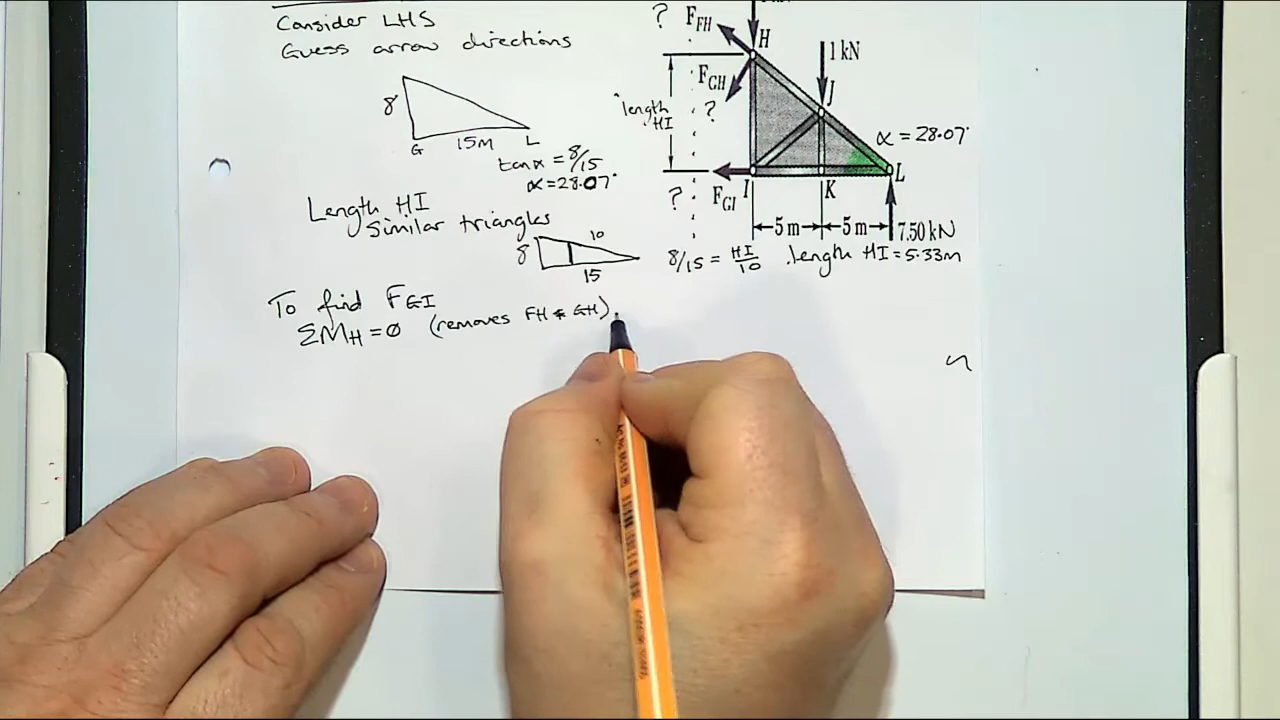 Consider LHS
Guess arrow directions
8
G
15M
L
tanα = 8/15
α=28.07°
Length HI
Similar triangles
8
10
15
8/15 = HI/10
length HI = 5.33m
To find FGI
ΣMH = 0 (removes FH & GH)
?
FFH
H
1 kN
FGH
J
?
length
HI
α = 28.07°
I
K
L
?
FGI
5 m
5 m
7.50 kN